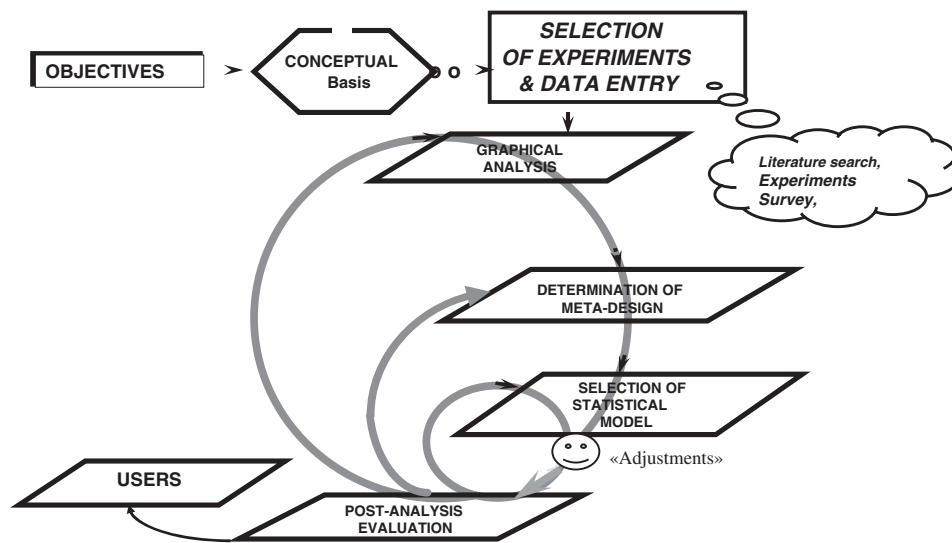 OBJECTIVES
CONCEPTUAL
Basis
SELECTION
OF EXPERIMENTS
& DATA ENTRY
GRAPHICAL
ANALYSIS
Literature search,
Experiments
Survey,
DETERMINATION OF
META-DESIGN
SELECTION OF
STATISTICAL
MODEL
«Adjustments»
USERS
POST-ANALYSIS
EVALUATION